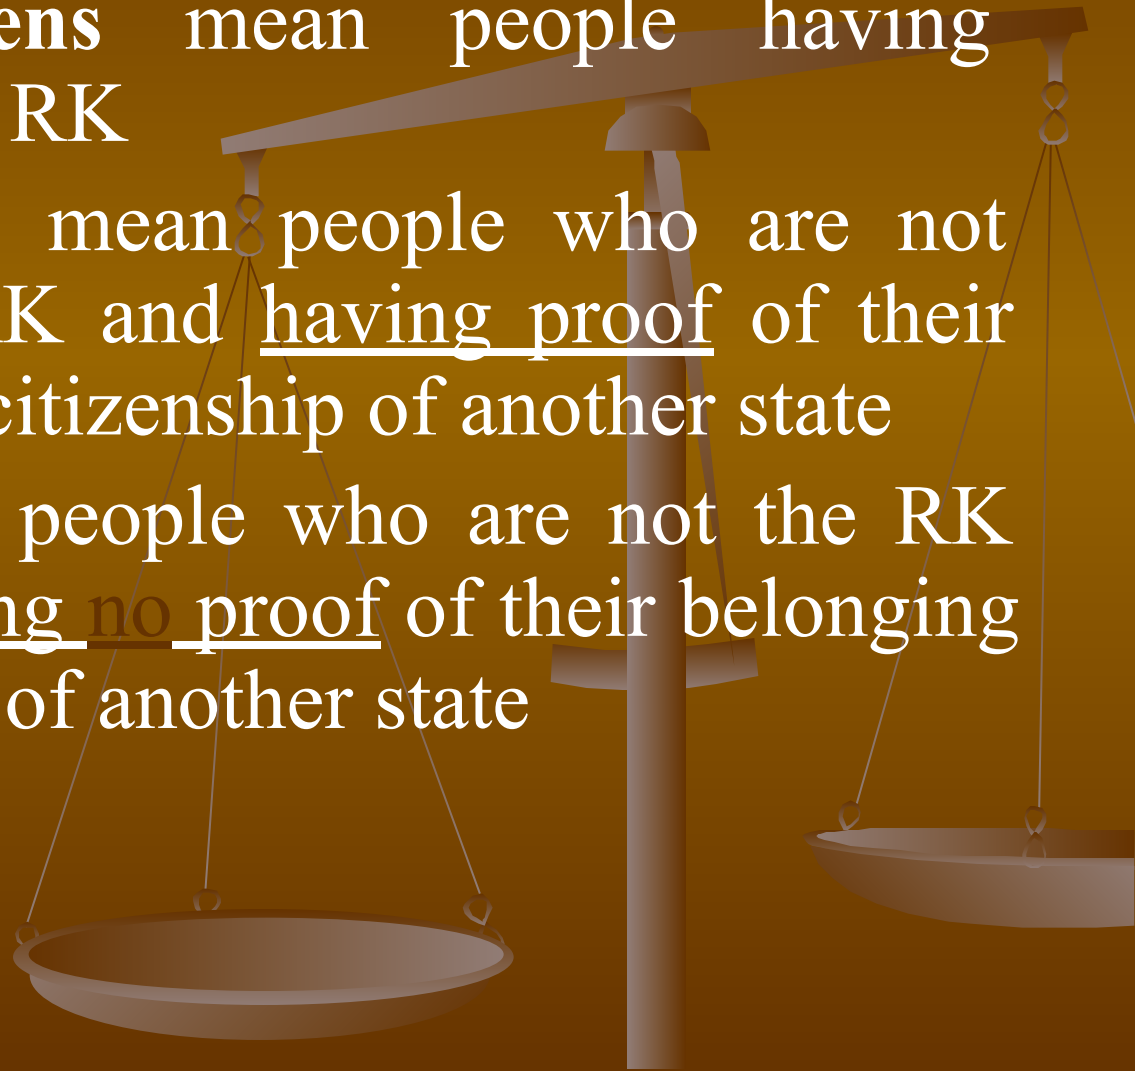 ens mean people having
RK
mean people who are not
K and having proof of their
citizenship of another state
people who are not the RK
ng no proof of their belonging
of another state